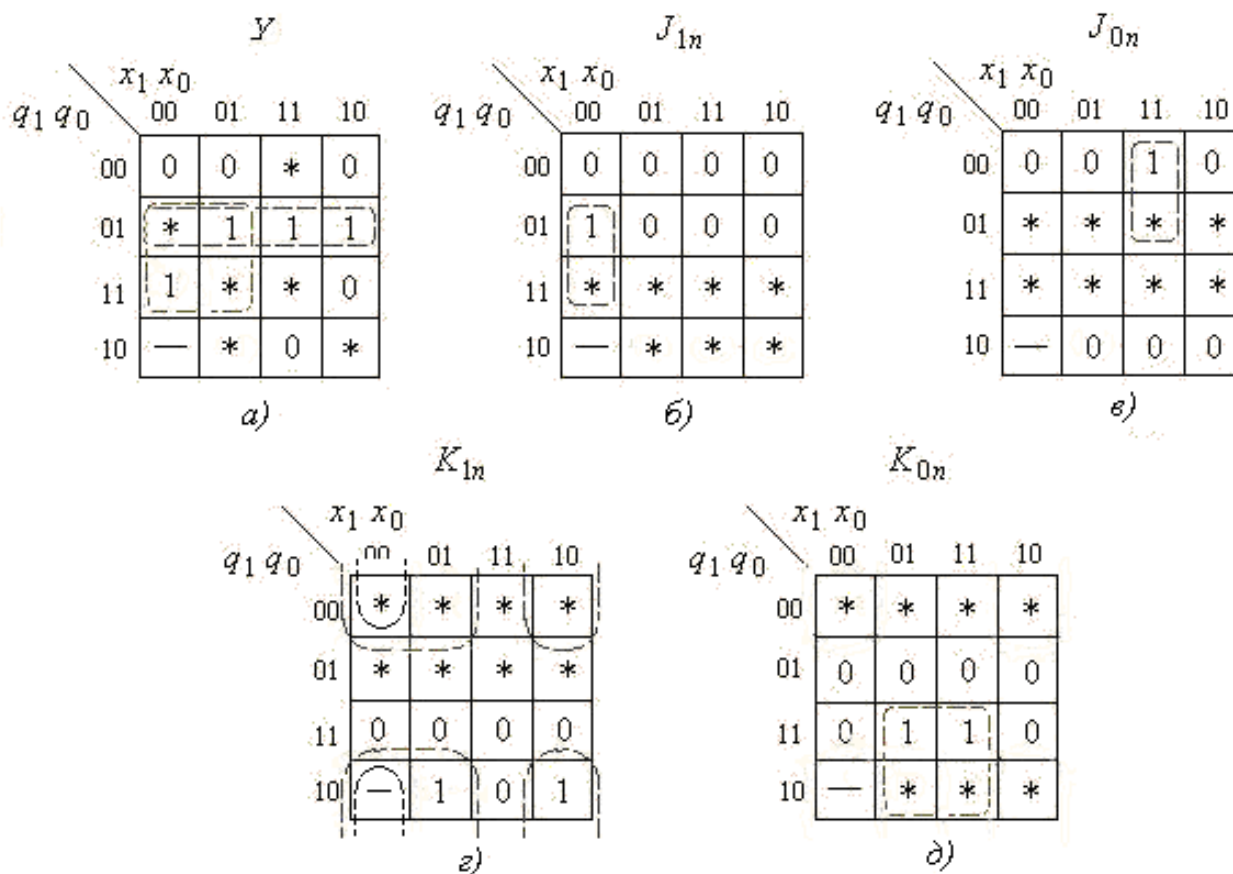 У J₁ₙ J₀ₙ
x₁ x₀ x₁ x₀ x₁ x₀
q₁ q₀ 00 01 11 10 q₁ q₀ 00 01 11 10 q₁ q₀ 00 01 11 10
00 0 0 * 0 00 0 0 0 0 00 0 0 1 0
01 * 1 1 1 01 1 0 0 0 01 * * * *
11 1 * * 0 11 * * * * 11 * * * *
10 — * 0 * 10 — * * * 10 — 0 0 0
а) б) в)
K₁ₙ K₀ₙ
x₁ x₀ x₁ x₀
q₁ q₀ 00 01 11 10 q₁ q₀ 00 01 11 10
00 * * * * 00 * * * *
01 * * * * 01 0 0 0 0
11 0 0 0 0 11 0 1 1 0
10 — 1 0 1 10 — * * *
г) д)